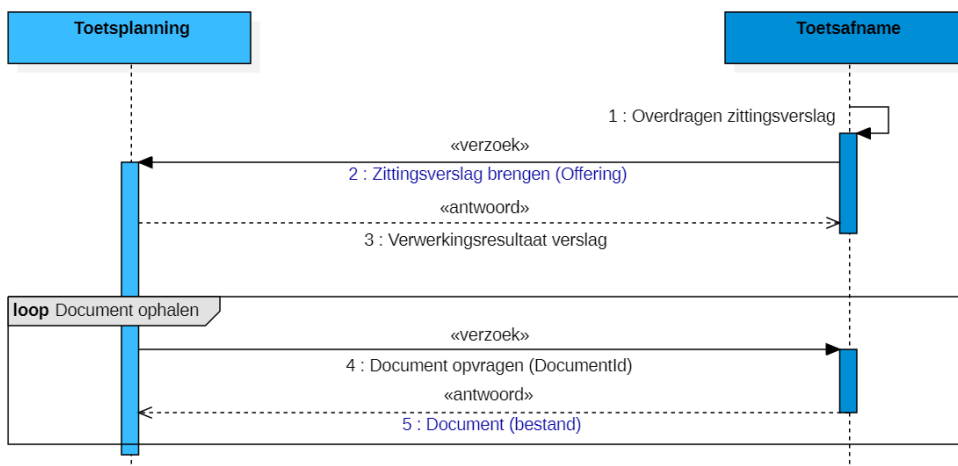 Toetsplanning
Toetsafname
1 : Overdragen zittingsverslag
«verzoek»
2 : Zittingsverslag brengen (Offering)
«antwoord»
3 : Verwerkingsresultaat verslag
loop Document ophalen
«verzoek»
4 : Document opvragen (DocumentId)
«antwoord»
5 : Document (bestand)